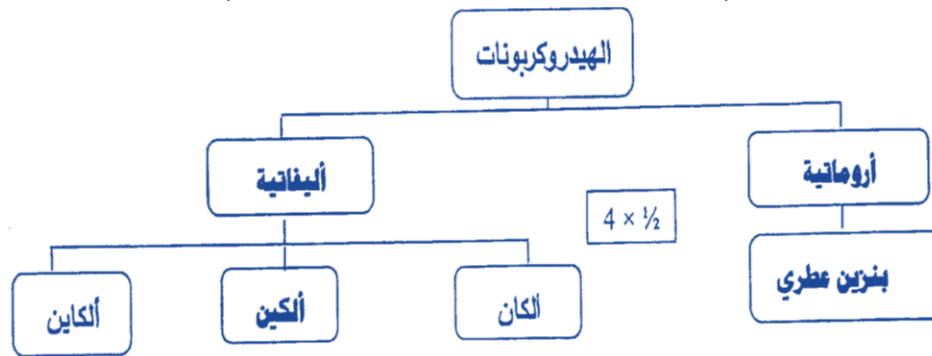 الهيدروكربونات
أروماتية
أليفاتية
4 × ½
بنزين عطري
ألكان
ألكين
ألكاين